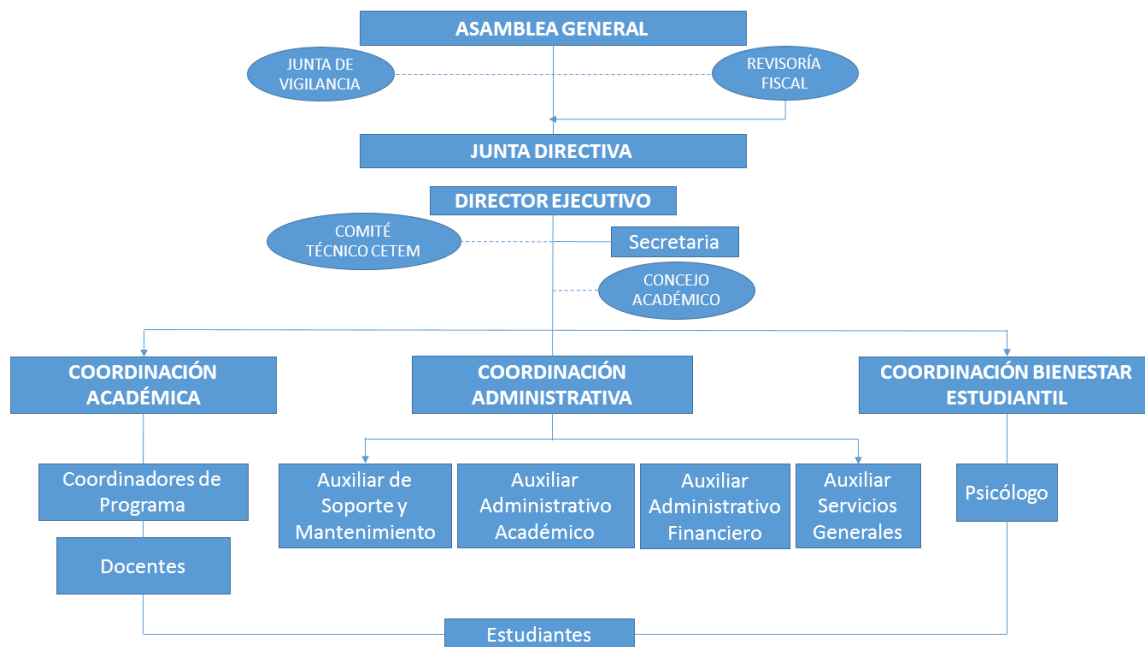 ASAMBLEA GENERAL
JUNTA DE
VIGILANCIA
REVISORÍA
FISCAL
JUNTA DIRECTIVA
DIRECTOR EJECUTIVO
COMITÉ
TÉCNICO CETEM
Secretaria
CONCEJO
ACADÉMICO
COORDINACIÓN
ACADÉMICA
COORDINACIÓN
ADMINISTRATIVA
COORDINACIÓN BIENESTAR
ESTUDIANTIL
Coordinadores de
Programa
Auxiliar de
Soporte y
Mantenimiento
Auxiliar
Administrativo
Académico
Auxiliar
Administrativo
Financiero
Auxiliar
Servicios
Generales
Psicólogo
Docentes
Estudiantes